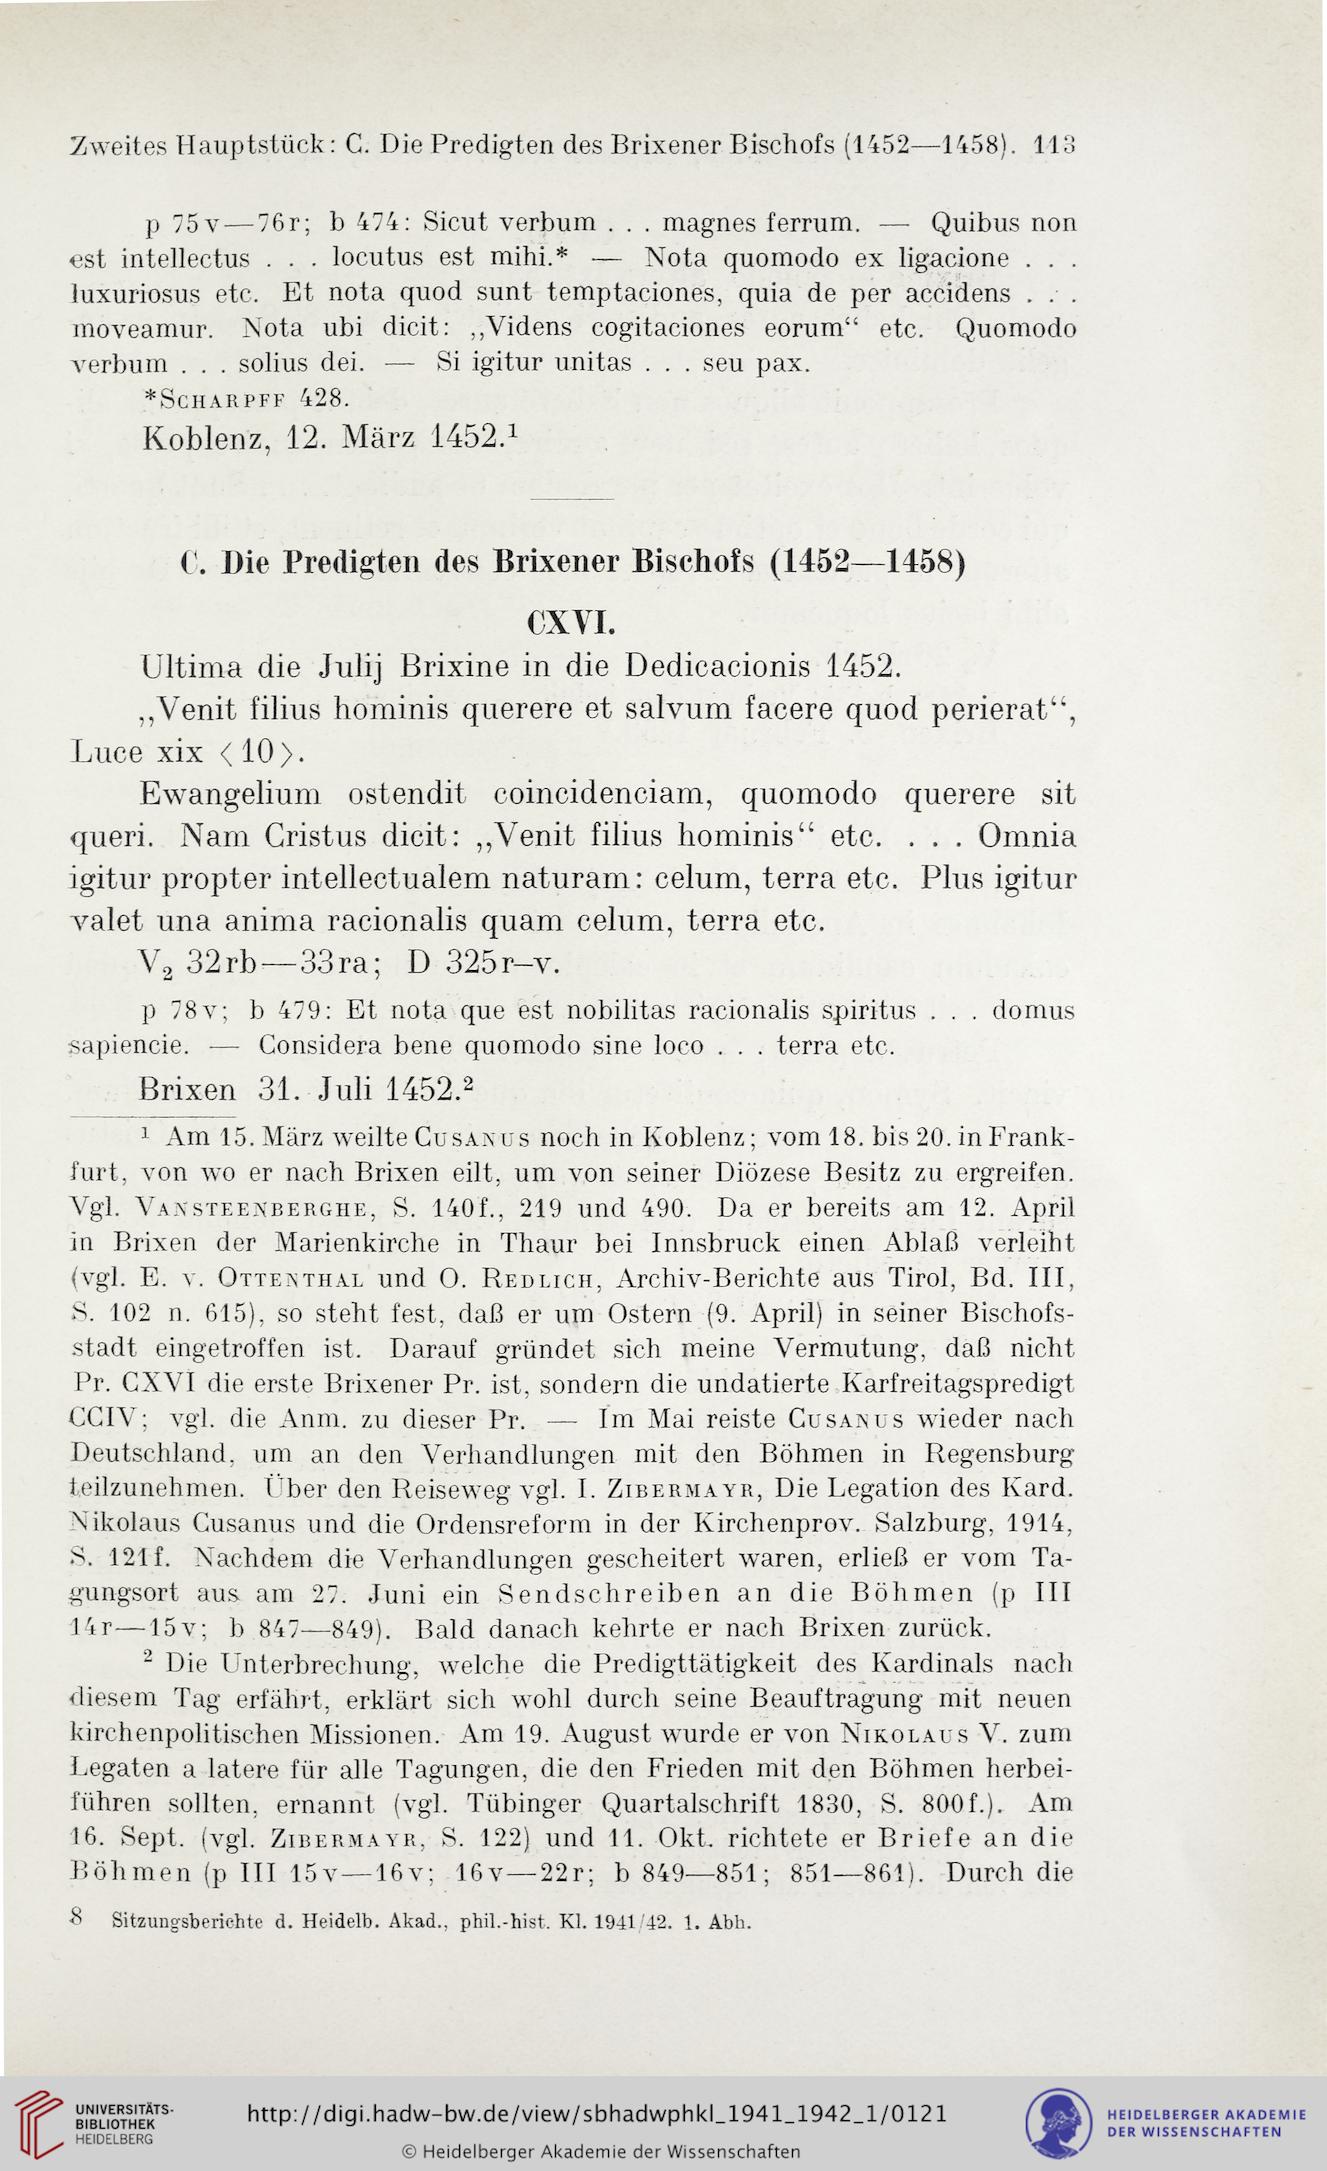 Zweites Hauptstück: C. Die Predigten des Brixener Bischofs (1452—1458). 113
p 75v—76r; b 474: Sicut verbum . . . magnes ferrum. — Quibus non
est intellectus . . . locutus est mihi.* — Nota quomodo ex ligacione . . .
luxuriosus etc. Et nota quod sunt temptaciones, quia de per accidens . . .
moveamur. Nota ubi dicit: ,,Videns cogitaciones eorum“ etc. Quomodo
verbum . . . solius dei. — Si igitur unitas . . . seu pax.
*Scharpff 428.
Koblenz, 12. März 1452.¹
C. Die Predigten des Brixener Bischofs (1452—1458)
CXVI.
Ultima die Julij Brixine in die Dedicacionis 1452.
,,Venit filius hominis querere et salvum facere quod perierat“,
Luce xix <10>.
Ewangelium ostendit coincidenciam, quomodo querere sit
queri. Nam Cristus dicit: ,,Venit filius hominis“ etc. . . . Omnia
igitur propter intellectualem naturam: celum, terra etc. Plus igitur
valet una anima racionalis quam celum, terra etc.
V₂ 32rb—33ra; D 325r–v.
p 78v; b 479: Et nota que est nobilitas racionalis spiritus . . . domus
sapiencie. — Considera bene quomodo sine loco . . . terra etc.
Brixen 31. Juli 1452.²
¹ Am 15. März weilte Cusanus noch in Koblenz; vom 18. bis 20. in Frank-
furt, von wo er nach Brixen eilt, um von seiner Diözese Besitz zu ergreifen.
Vgl. Vansteenberghe, S. 140f., 219 und 490. Da er bereits am 12. April
in Brixen der Marienkirche in Thaur bei Innsbruck einen Ablaß verleiht
(vgl. E. v. Ottenthal und O. Redlich, Archiv-Berichte aus Tirol, Bd. III,
S. 102 n. 615), so steht fest, daß er um Ostern (9. April) in seiner Bischofs-
stadt eingetroffen ist. Darauf gründet sich meine Vermutung, daß nicht
Pr. CXVI die erste Brixener Pr. ist, sondern die undatierte Karfreitagspredigt
CCIV; vgl. die Anm. zu dieser Pr. — Im Mai reiste Cusanus wieder nach
Deutschland, um an den Verhandlungen mit den Böhmen in Regensburg
teilzunehmen. Über den Reiseweg vgl. I. Zibermayr, Die Legation des Kard.
Nikolaus Cusanus und die Ordensreform in der Kirchenprov. Salzburg, 1914,
S. 121f. Nachdem die Verhandlungen gescheitert waren, erließ er vom Ta-
gungsort aus am 27. Juni ein Sendschreiben an die Böhmen (p III
14r—15v; b 847—849). Bald danach kehrte er nach Brixen zurück.
² Die Unterbrechung, welche die Predigttätigkeit des Kardinals nach
diesem Tag erfährt, erklärt sich wohl durch seine Beauftragung mit neuen
kirchenpolitischen Missionen. Am 19. August wurde er von Nikolaus V. zum
Legaten a latere für alle Tagungen, die den Frieden mit den Böhmen herbei-
führen sollten, ernannt (vgl. Tübinger Quartalschrift 1830, S. 800f.). Am
16. Sept. (vgl. Zibermayr, S. 122) und 11. Okt. richtete er Briefe an die
Böhmen (p III 15v—16v; 16v—22r; b 849—851; 851—861). Durch die
8 Sitzungsberichte d. Heidelb. Akad., phil.-hist. Kl. 1941/42. 1. Abh.
UNIVERSITÄTS-
BIBLIOTHEK
HEIDELBERG
http://digi.hadw-bw.de/view/sbhadwphkl_1941_1942_1/0121
© Heidelberger Akademie der Wissenschaften
HEIDELBERGER AKADEMIE
DER WISSENSCHAFTEN